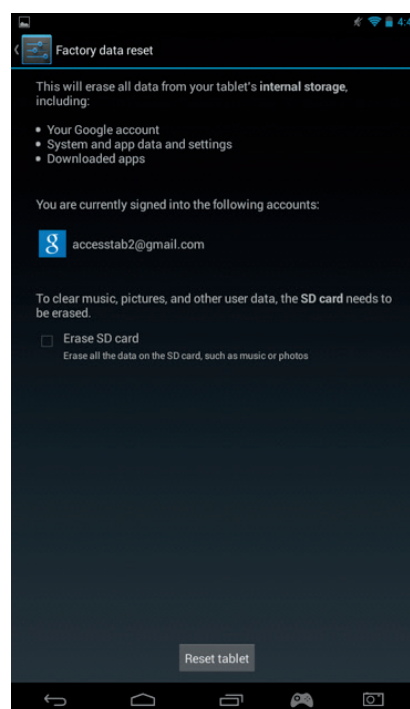 4:4
Factory data reset
This will erase all data from your tablet's internal storage,
including:
• Your Google account
• System and app data and settings
• Downloaded apps
You are currently signed into the following accounts:
g accesstab2@gmail.com
To clear music, pictures, and other user data, the SD card needs to
be erased.
Erase SD card
Erase all the data on the SD card, such as music or photos
Reset tablet